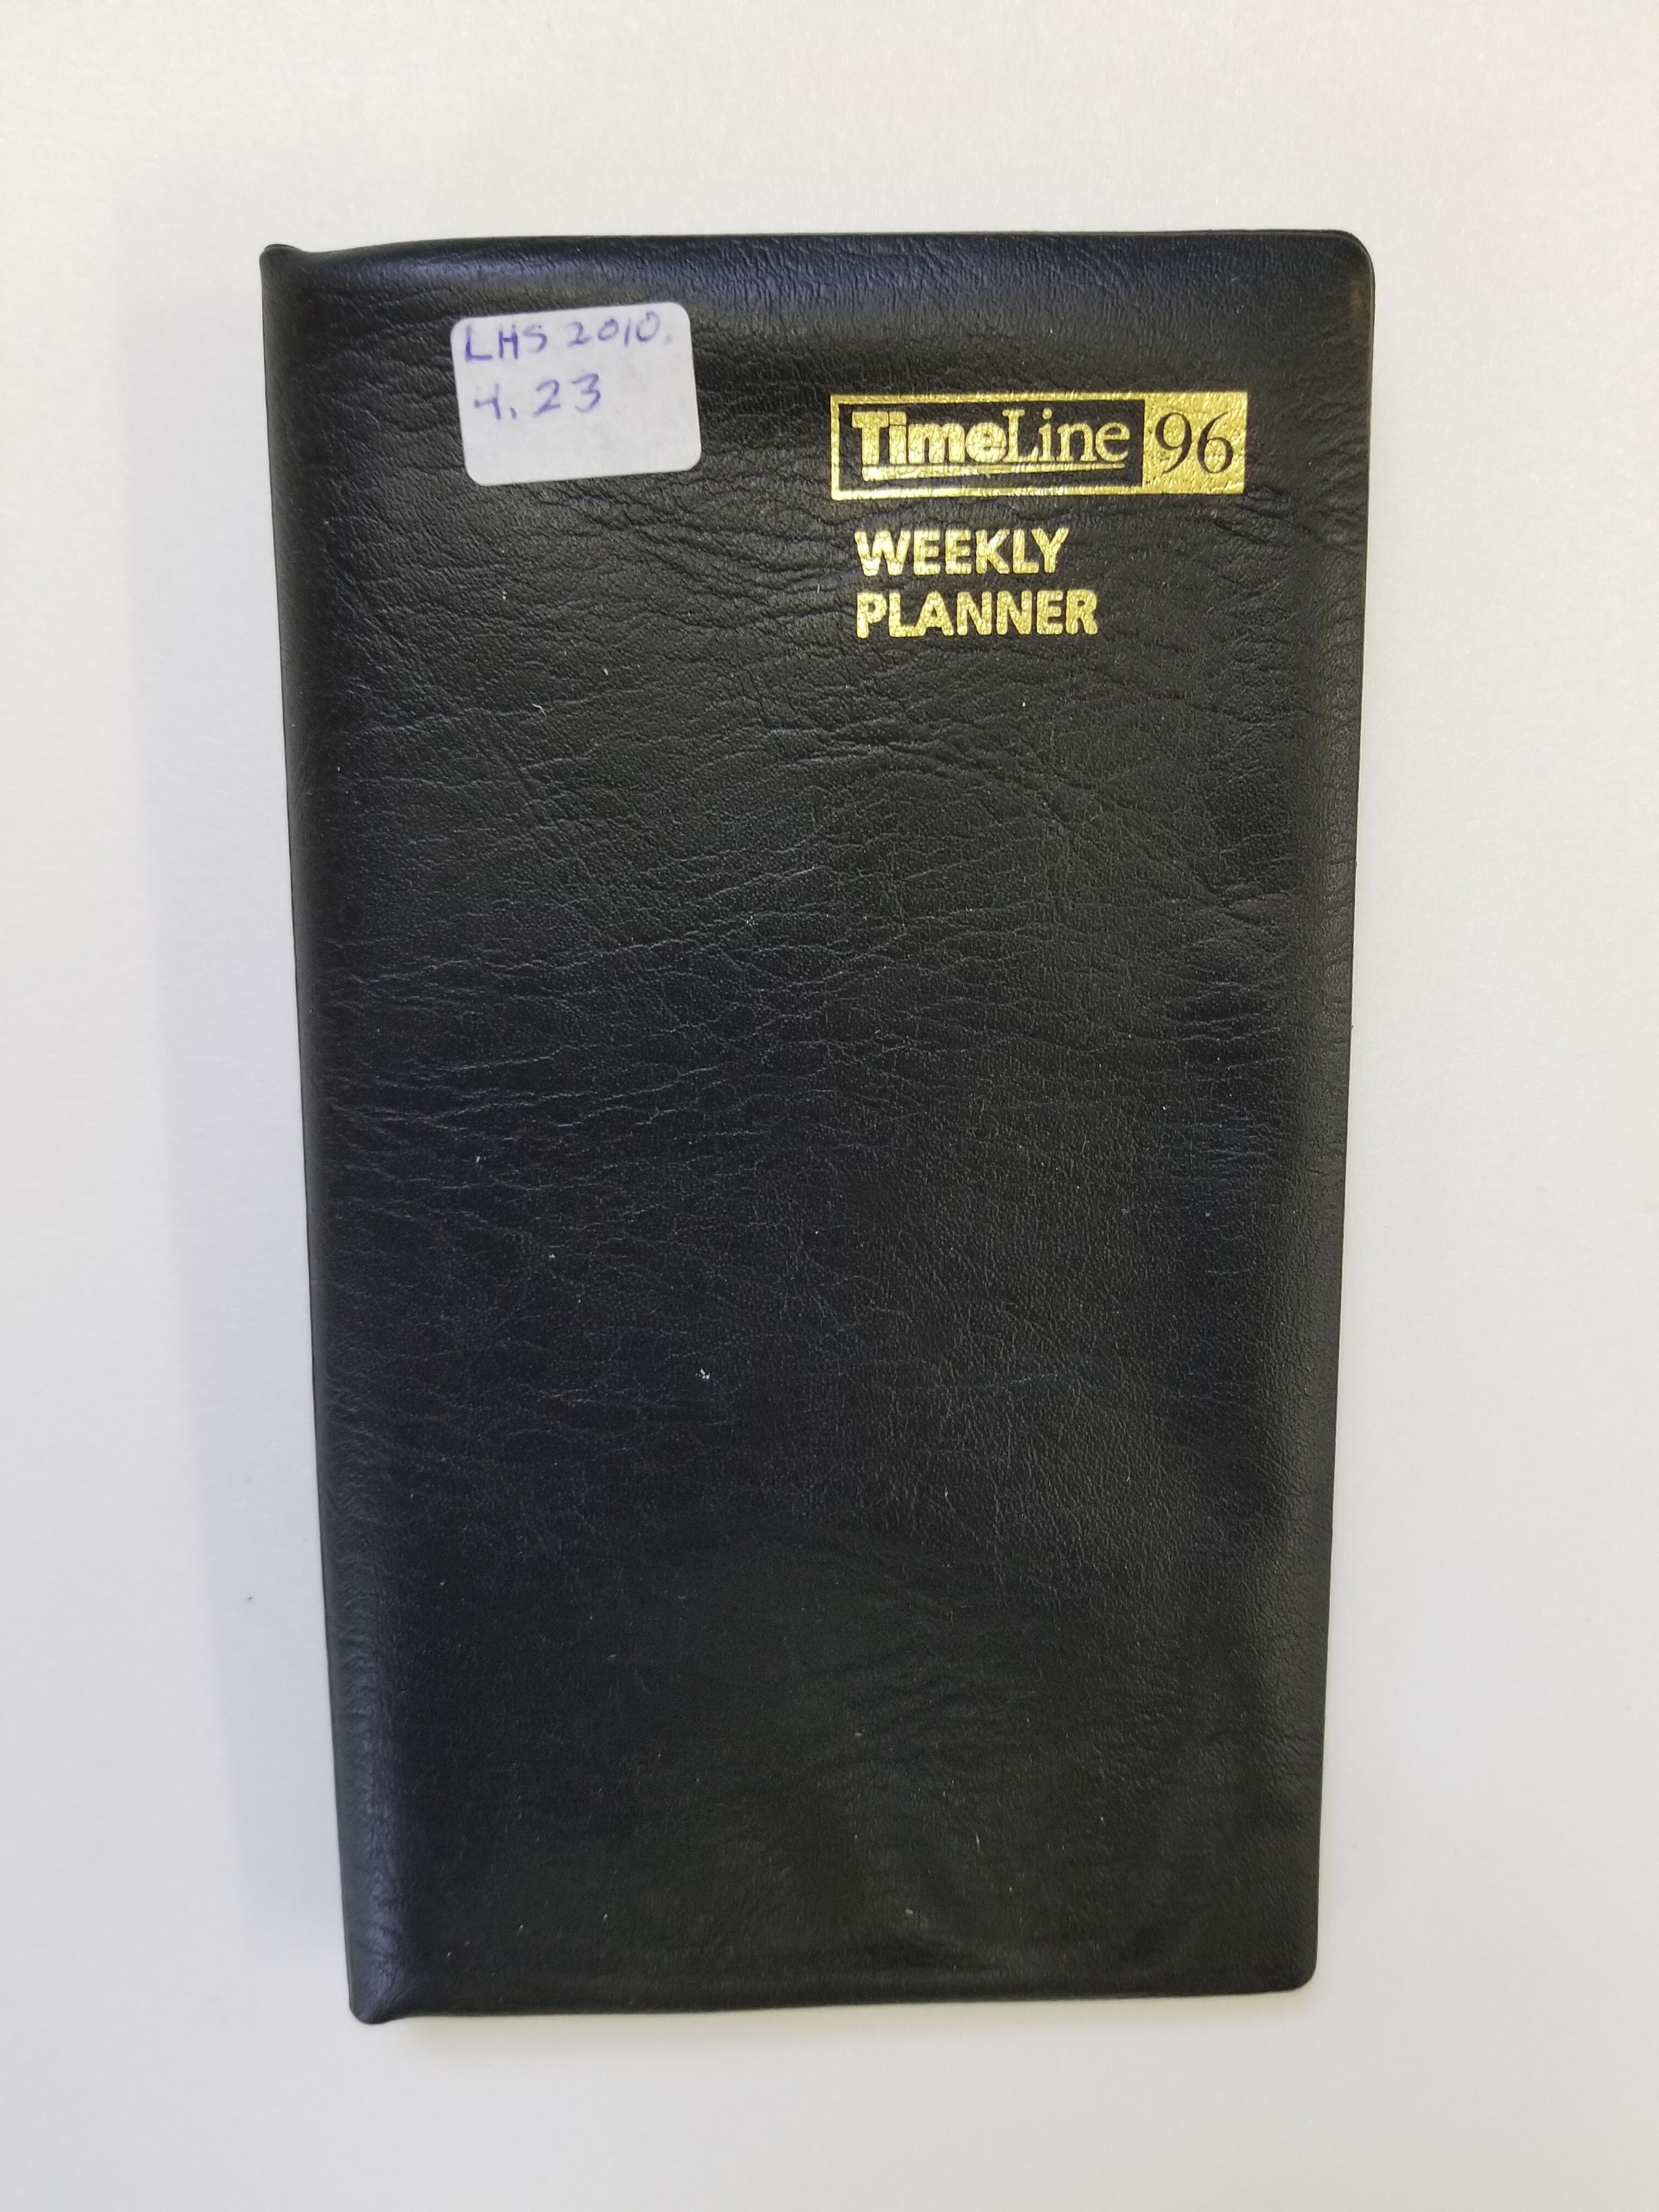 LHS 2010.
4.23
TimeLine 96
WEEKLY
PLANNER